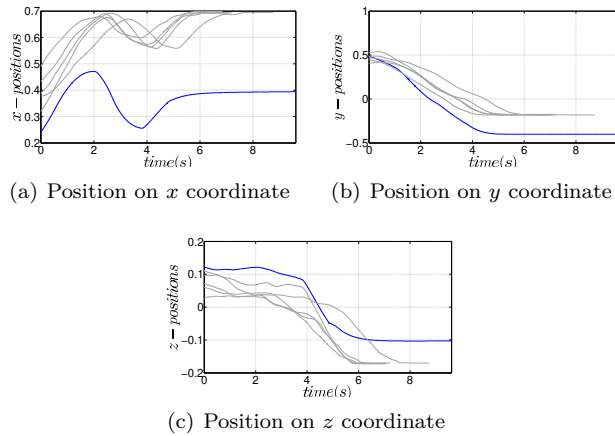 0.7
0.6
0.5
0.4
0.3
0.2
0 2 4 6 8
x − positions
time(s)
1
0.5
0
−0.5
0 2 4 6 8
y − positions
time(s)
(a) Position on x coordinate
(b) Position on y coordinate
0.2
0.1
0
−0.1
−0.2
0 2 4 6 8
z − positions
time(s)
(c) Position on z coordinate